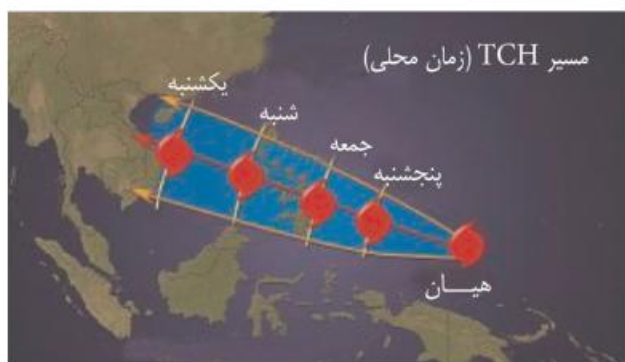 مسیر TCH (زمان محلی)
یکشنبه
شنبه
جمعه
پنجشنبه
هیـــان